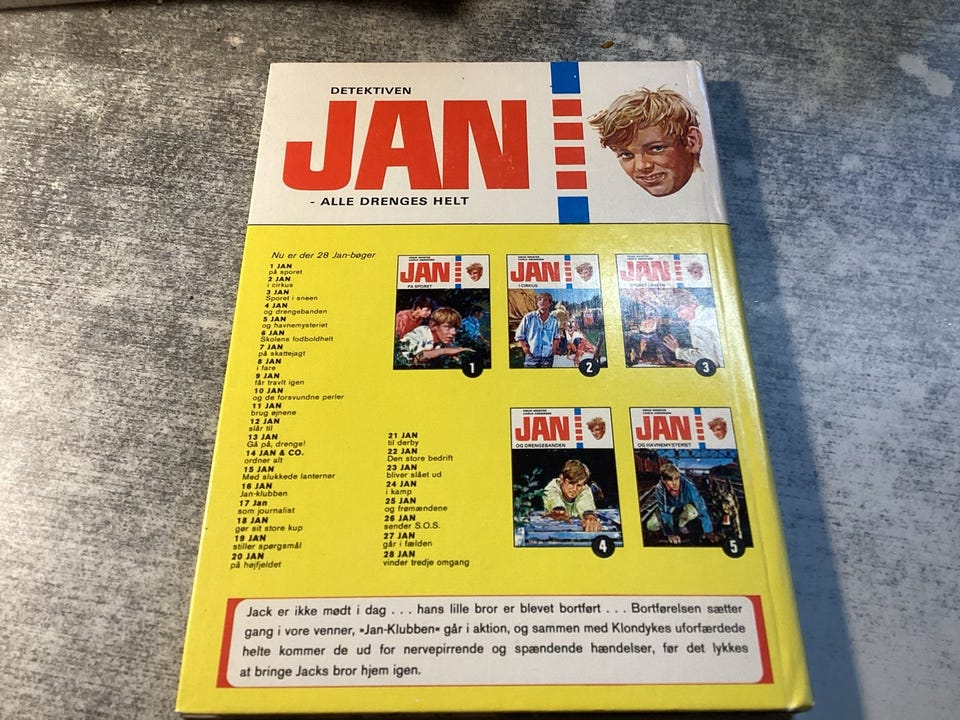 DETEKTIVEN
JAN
- ALLE DRENGES HELT
Nu er der 28 Jan-bøger
1 JAN
på sporet
2 JAN
i cirkus
3 JAN
Sporet i sneen
4 JAN
og drengebanden
5 JAN
og havnemysteriet
6 JAN
Skolens fodboldhelt
7 JAN
på skattejagt
8 JAN
i fare
9 JAN
får travlt igen
10 JAN
og de forsvundne perler
11 JAN
brug øjnene
12 JAN
slår til
13 JAN
Gå på, drenge!
14 JAN & CO.
ordner alt
15 JAN
Med slukkede lanterner
16 JAN
Jan-klubben
17 Jan
som journalist
18 JAN
gør sit store kup
19 JAN
stiller spørgsmål
20 JAN
på højfjeldet
21 JAN
til derby
22 JAN
Den store bedrift
23 JAN
bliver slået ud
24 JAN
i kamp
25 JAN
og frømændene
26 JAN
sender S.O.S.
27 JAN
går i fælden
28 JAN
vinder tredje omgang
JAN
PÅ SPORET
1
JAN
I CIRKUS
2
JAN
SPORET I SNEEN
3
JAN
OG DRENGEBANDEN
4
JAN
OG HAVNEMYSTERIET
5
Jack er ikke mødt i dag . . . hans lille bror er blevet bortført . . . Bortførelsen sætter
gang i vore venner, »Jan-Klubben« går i aktion, og sammen med Klondykes uforfærdede
helte kommer de ud for nervepirrende og spændende hændelser, før det lykkes
at bringe Jacks bror hjem igen.